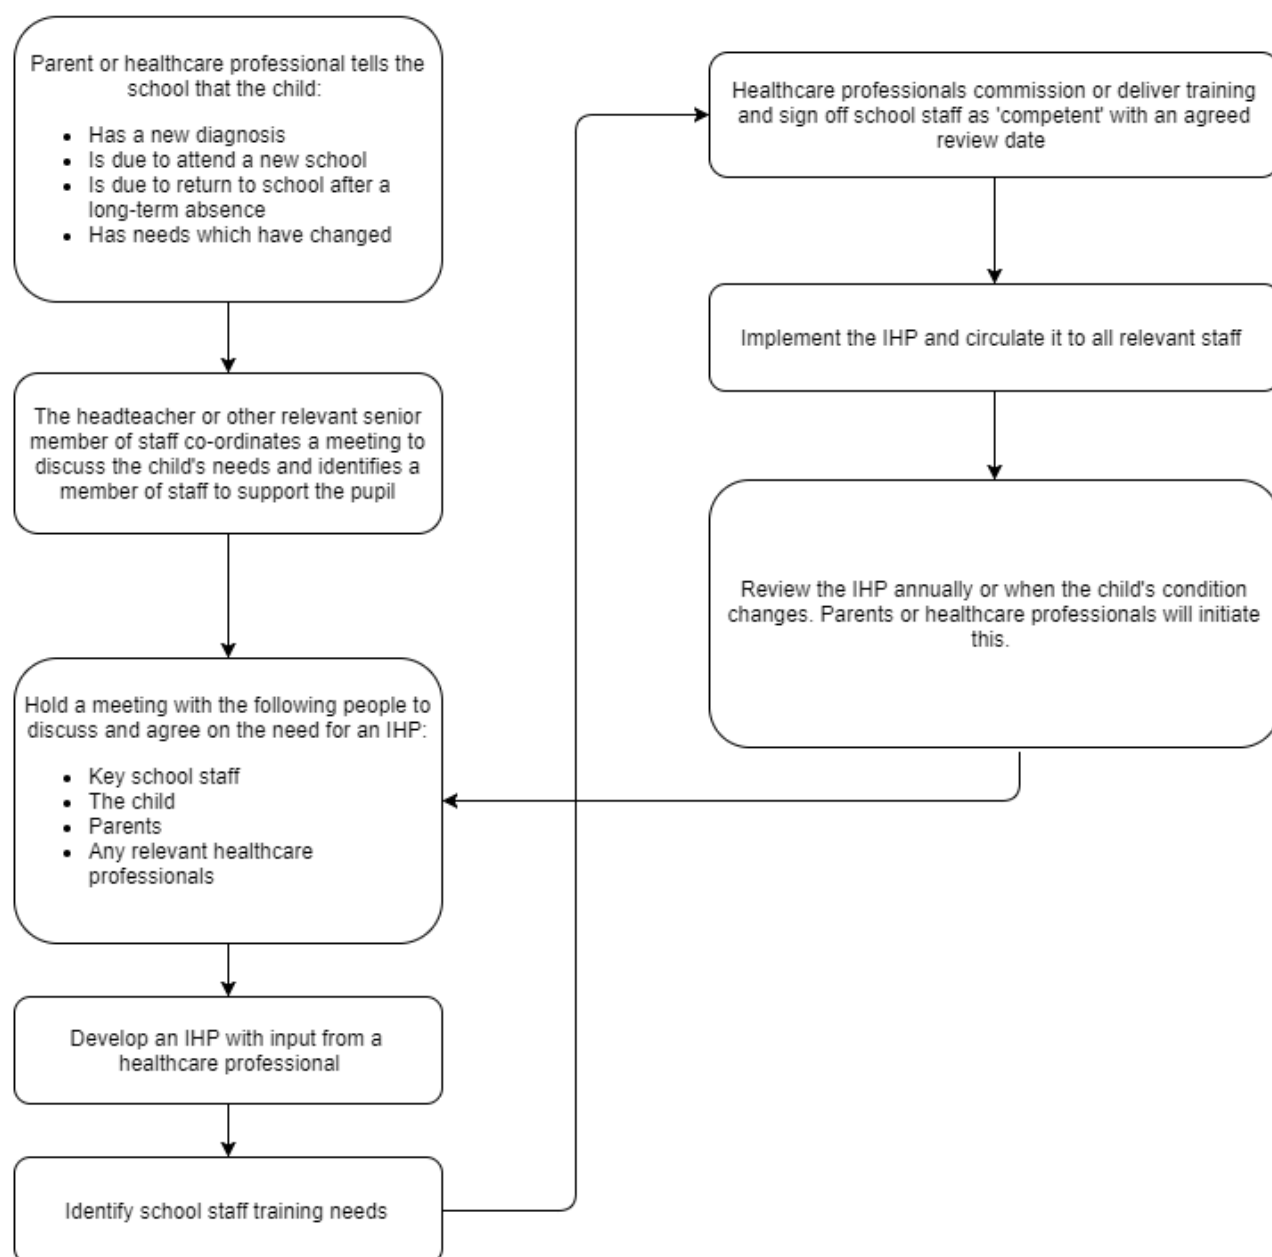 Parent or healthcare professional tells the
school that the child:
• Has a new diagnosis
• Is due to attend a new school
• Is due to return to school after a
long-term absence
• Has needs which have changed
The headteacher or other relevant senior
member of staff co-ordinates a meeting to
discuss the child's needs and identifies a
member of staff to support the pupil
Hold a meeting with the following people to
discuss and agree on the need for an IHP:
• Key school staff
• The child
• Parents
• Any relevant healthcare
professionals
Develop an IHP with input from a
healthcare professional
Identify school staff training needs
Healthcare professionals commission or deliver training
and sign off school staff as 'competent' with an agreed
review date
Implement the IHP and circulate it to all relevant staff
Review the IHP annually or when the child's condition
changes. Parents or healthcare professionals will initiate
this.